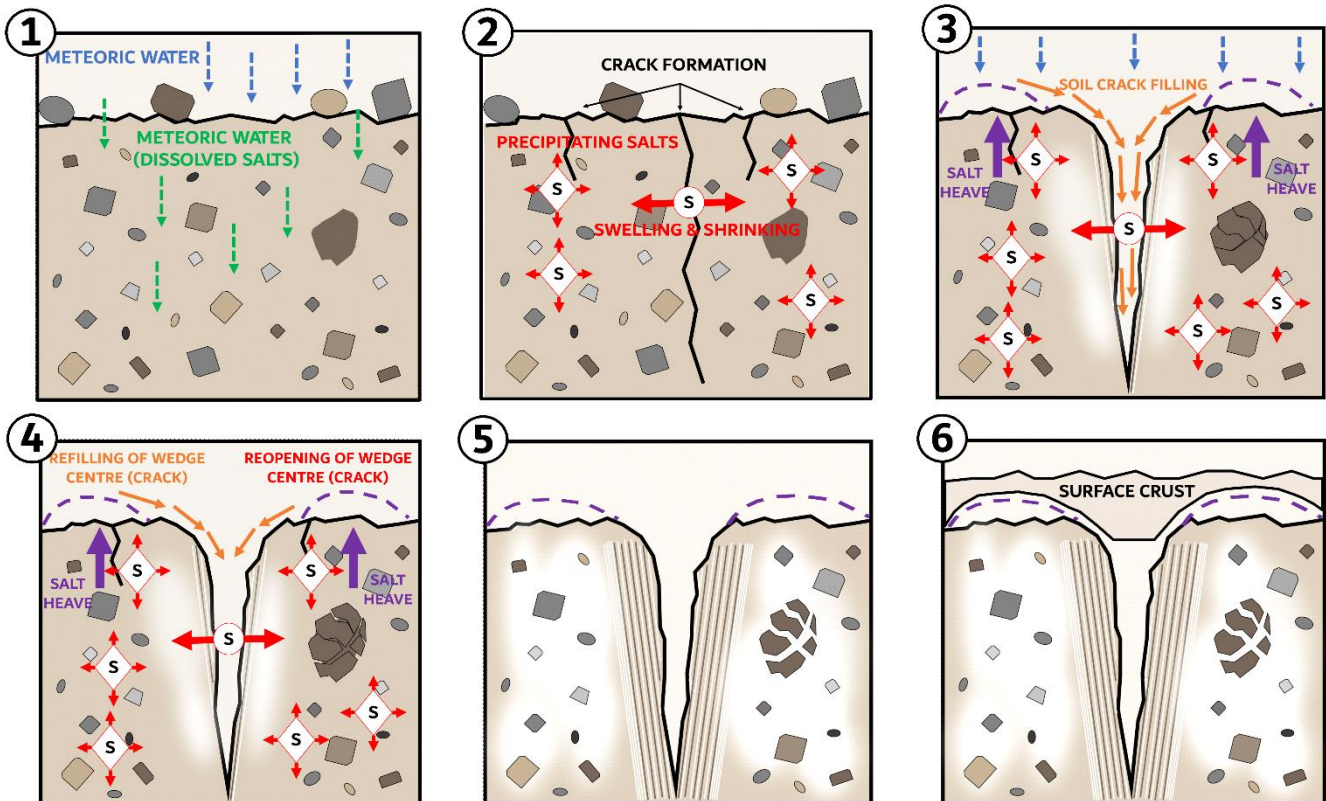 1
METEORIC WATER
METEORIC WATER
(DISSOLVED SALTS)
2
CRACK FORMATION
PRECIPITATING SALTS
S
S
S
SWELLING & SHRINKING
S
S
3
SOIL CRACK FILLING
SALT
HEAVE
SALT
HEAVE
S
S
S
S
S
S
S
4
REFILLING OF WEDGE
CENTRE (CRACK)
REOPENING OF WEDGE
CENTRE (CRACK)
SALT
HEAVE
SALT
HEAVE
S
S
S
S
S
S
S
5
6
SURFACE CRUST